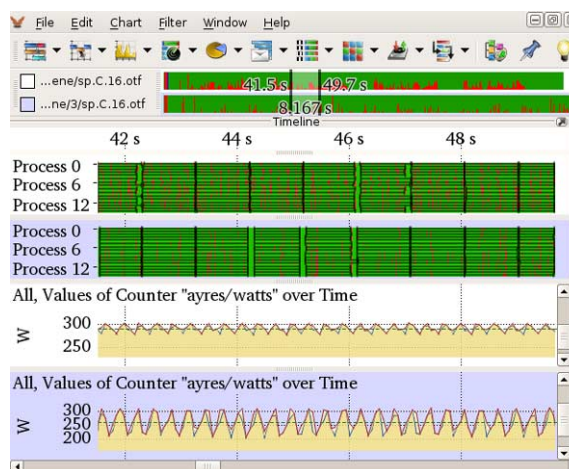 File Edit Chart Filter Window Help
...ene/sp.C.16.otf
41.5 s 49.7 s
...ne/3/sp.C.16.otf
8.167 s
Timeline
42 s 44 s 46 s 48 s
Process 0
Process 6
Process 12
Process 0
Process 6
Process 12
All, Values of Counter "ayres/watts" over Time
W
300
250
All, Values of Counter "ayres/watts" over Time
W
300
250
200